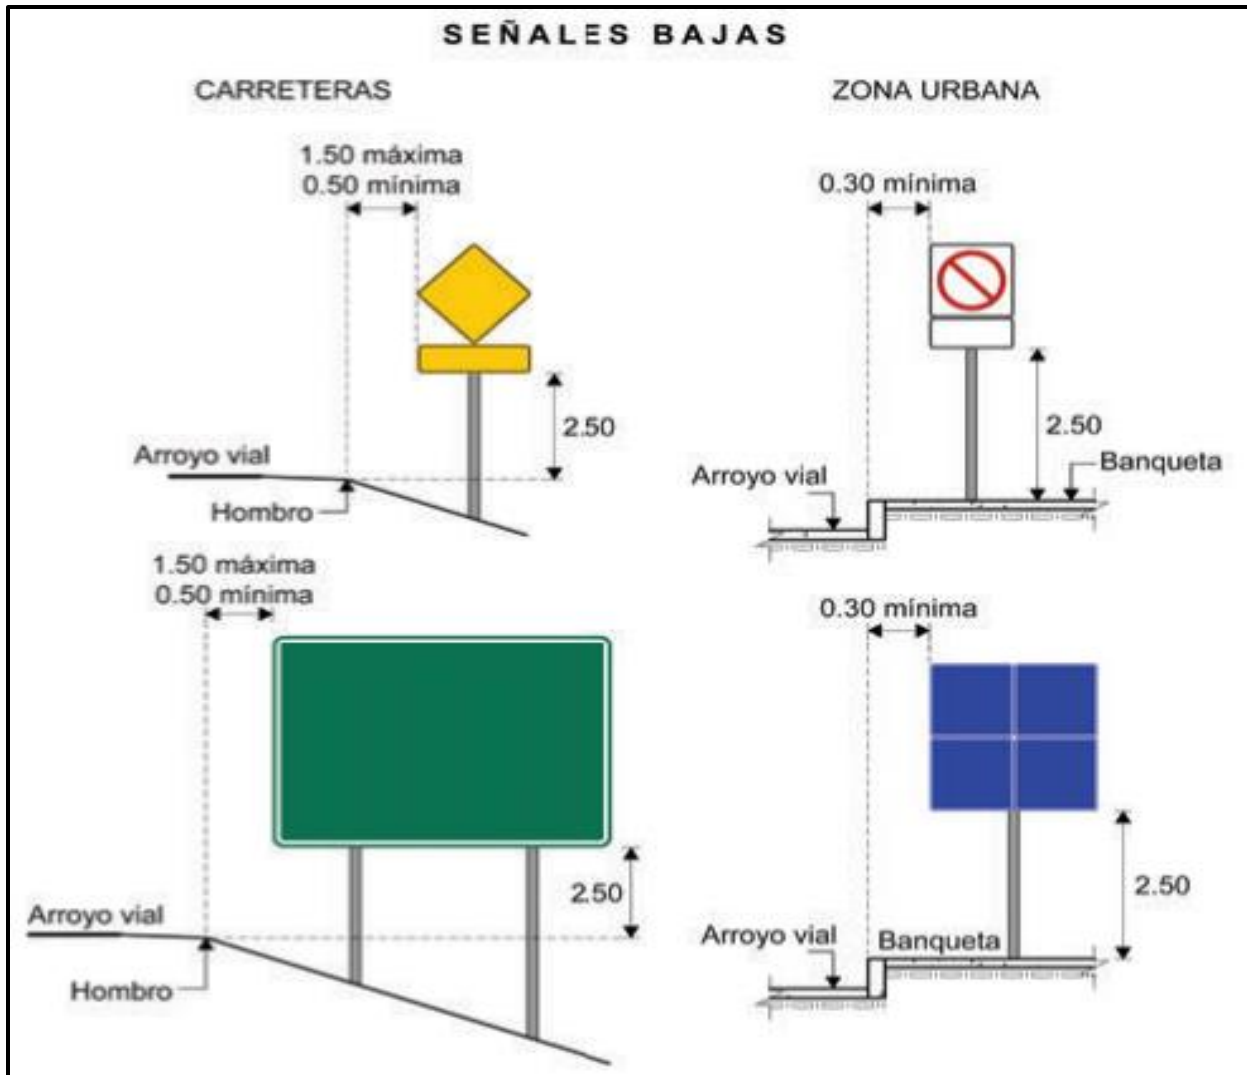 SEÑALES BAJAS
CARRETERAS
ZONA URBANA
1.50 máxima
0.50 mínima
0.30 mínima
2.50
2.50
Arroyo vial
Hombro
Arroyo vial
Banqueta
1.50 máxima
0.50 mínima
0.30 mínima
2.50
2.50
Arroyo vial
Hombro
Arroyo vial
Banqueta